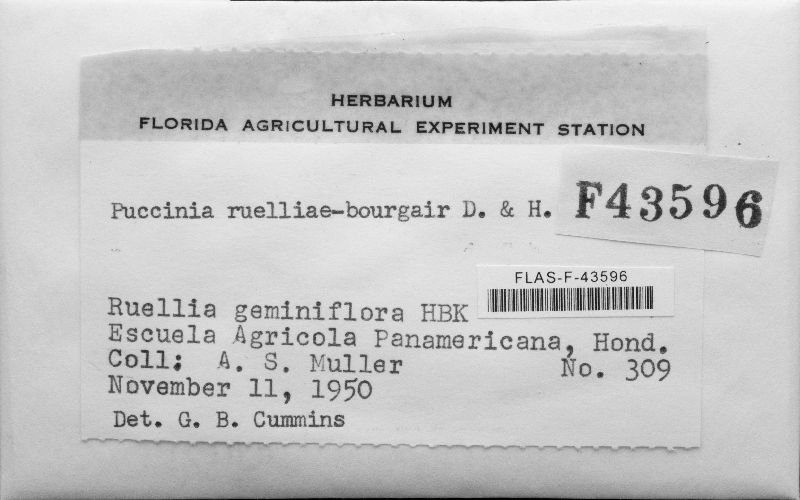 HERBARIUM
FLORIDA AGRICULTURAL EXPERIMENT STATION
Puccinia ruelliae-bourgair D. & H.
F43596
FLAS-F-43596
Ruellia geminiflora HBK
Escuela Agricola Panamericana, Hond.
Coll; A. S. Muller No. 309
November 11, 1950
Det. G. B. Cummins